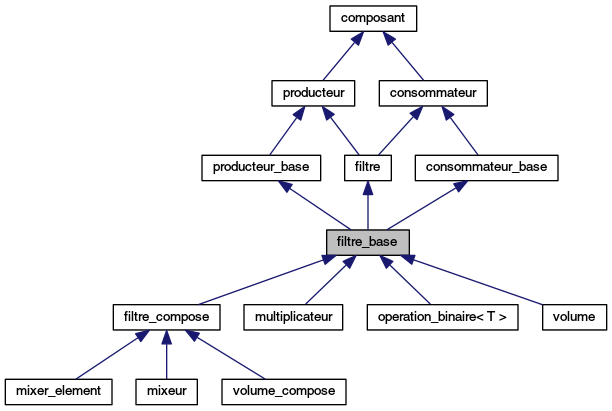 composant
producteur
consommateur
producteur_base
filtre
consommateur_base
filtre_base
filtre_compose
multiplicateur
operation_binaire< T >
volume
mixer_element
mixeur
volume_compose